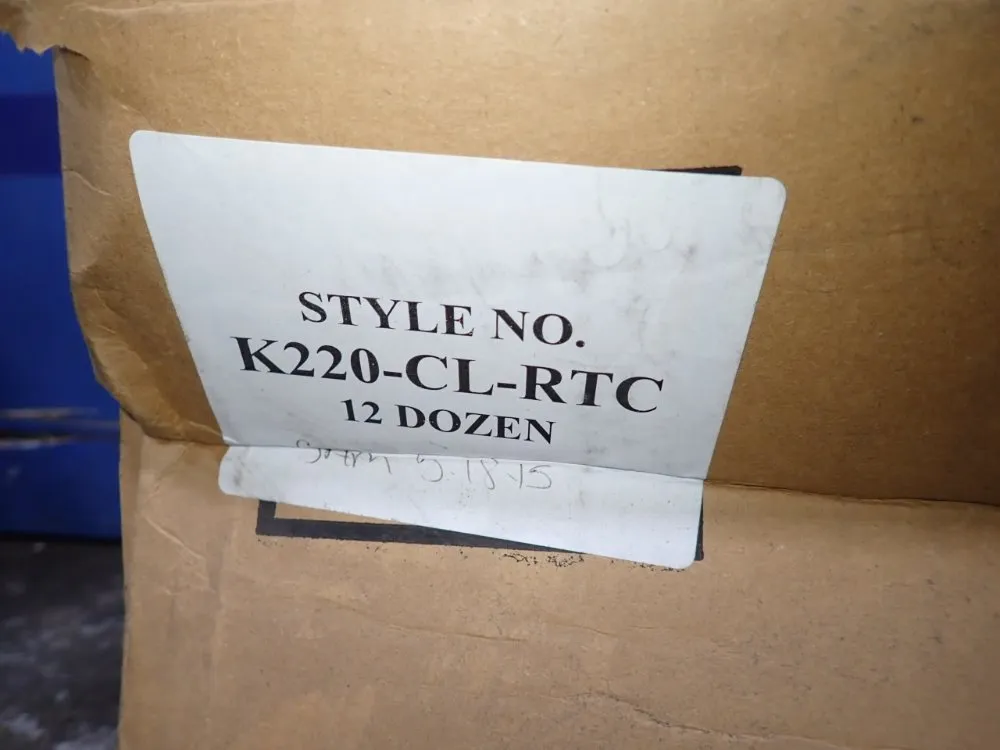 STYLE NO.
K220-CL-RTC
12 DOZEN
5.18.15